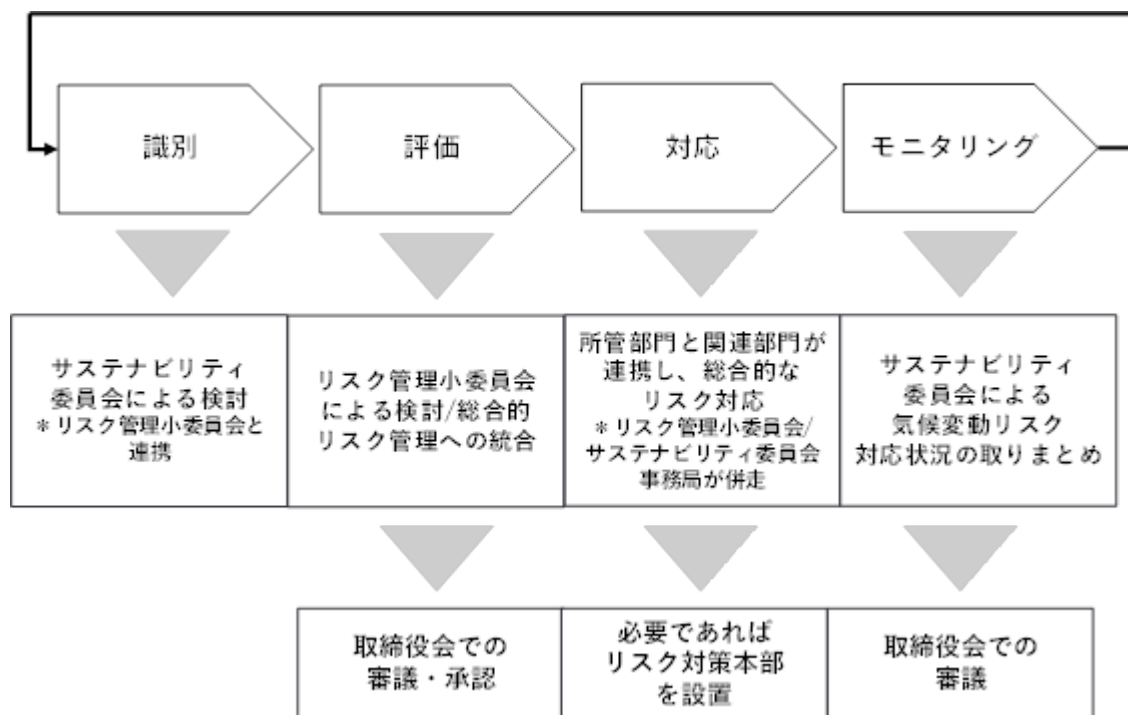 識別
評価
対応
モニタリング
サステナビリティ
委員会による検討
＊リスク管理小委員会と
連携
リスク管理小委員会
による検討/総合的
リスク管理への統合
所管部門と関連部門が
連携し、総合的な
リスク対応
＊リスク管理小委員会/
サステナビリティ委員会
事務局が併走
サステナビリティ
委員会による
気候変動リスク
対応状況の取りまとめ
取締役会での
審議・承認
必要であれば
リスク対策本部
を設置
取締役会での
審議